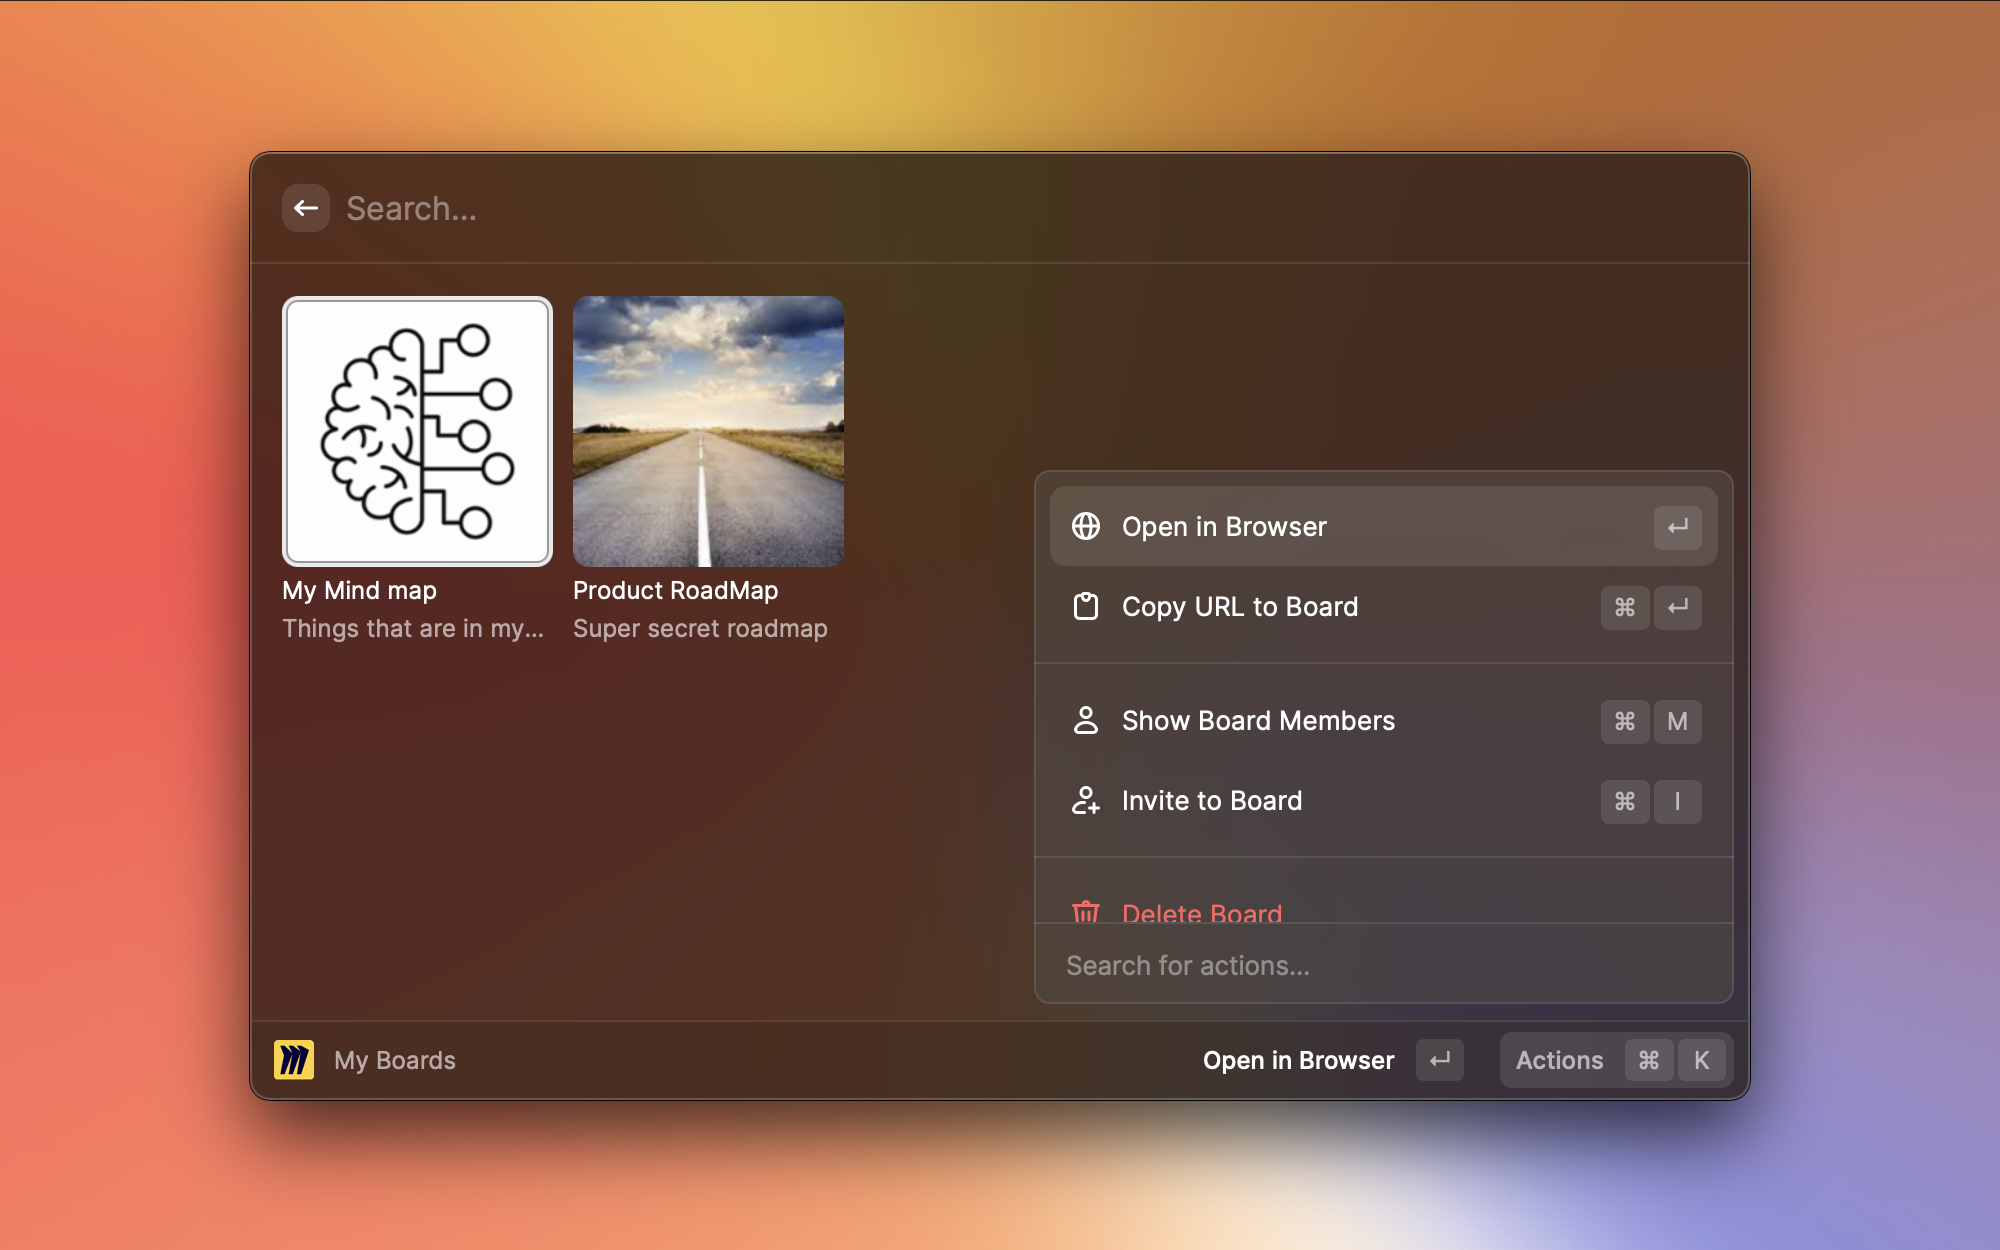 Search...
My Mind map
Things that are in my...
Product RoadMap
Super secret roadmap
Open in Browser ↵
Copy URL to Board ⌘ ↵
Show Board Members ⌘ M
Invite to Board ⌘ I
Delete Board
Search for actions...
My Boards
Open in Browser ↵
Actions ⌘ K